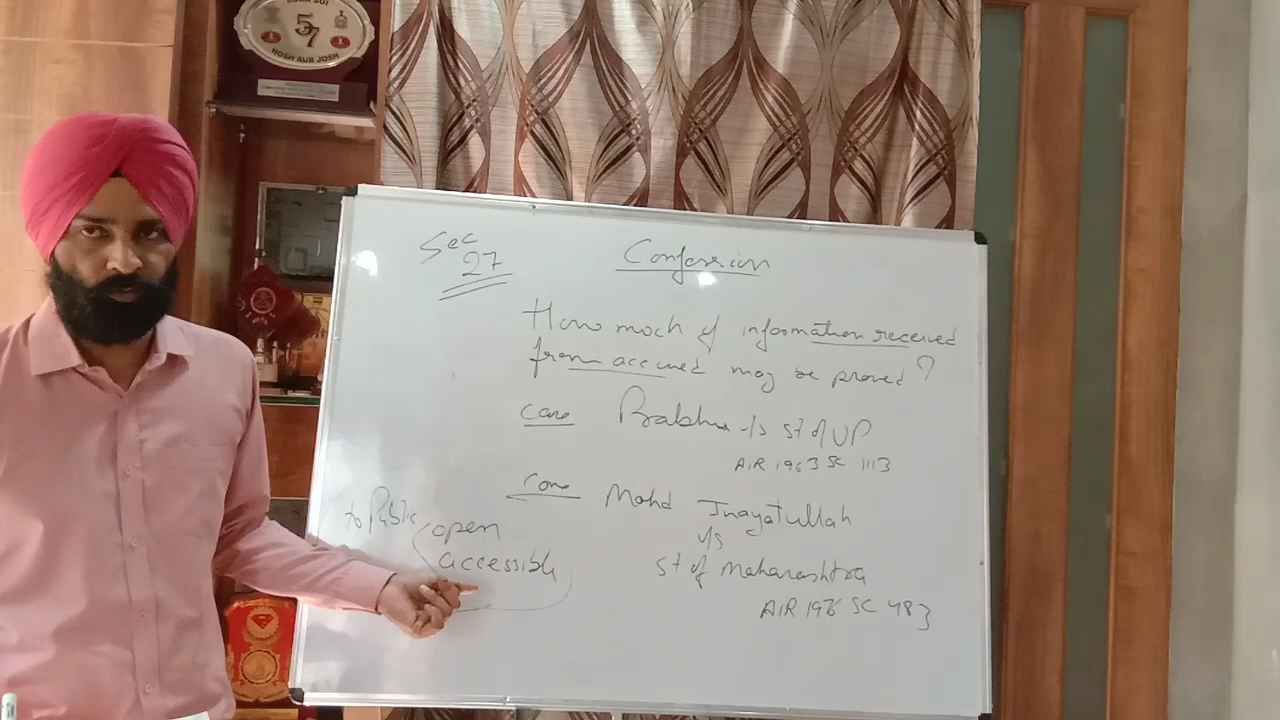 57
HOSH AUR JOSH
Sec
27
Confession
How much of information received
from accused may be proved?
case Babhu v/s St of UP
AIR 1963 SC 1113
Case Mohd Inayatullah
v/s
St of Maharashtra
AIR 1976 SC 483
to Public
open
accessible